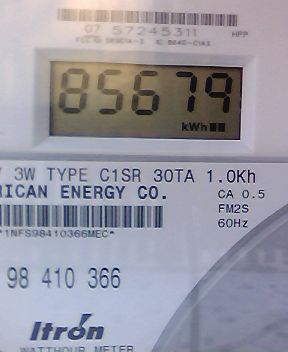 07 57245311 HPP
85679
kWh
3W TYPE C1SR 30TA 1.0Kh
RICAN ENERGY CO. CA 0.5
FM2S
*1NFS98410366MEC* 60Hz
98 410 366
Itron
WATTHOUR METER